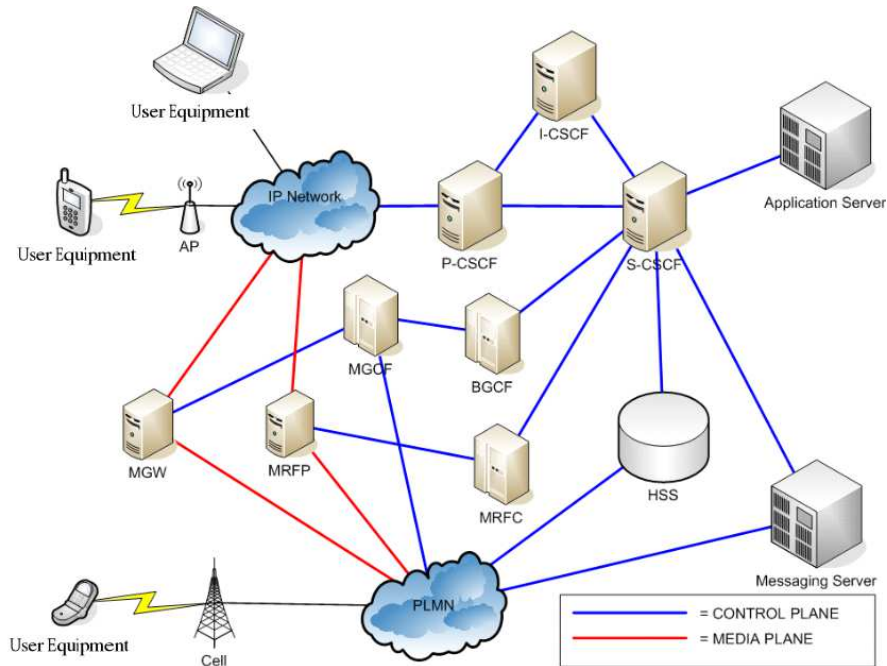 User Equipment
I-CSCF
User Equipment
AP
IP Network
P-CSCF
S-CSCF
Application Server
MGCF
BGCF
MGW
MRFP
MRFC
HSS
Messaging Server
User Equipment
Cell
PLMN
= CONTROL PLANE
= MEDIA PLANE